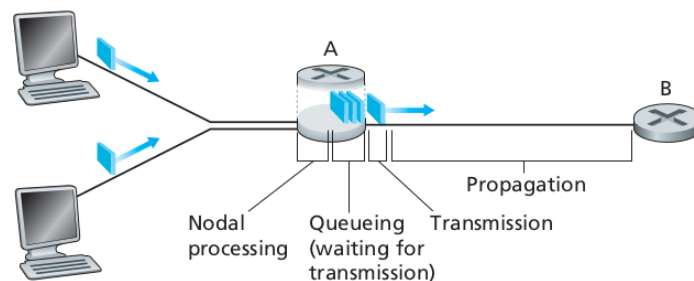 A
B
Propagation
Nodal
processing
Queueing
(waiting for
transmission)
Transmission